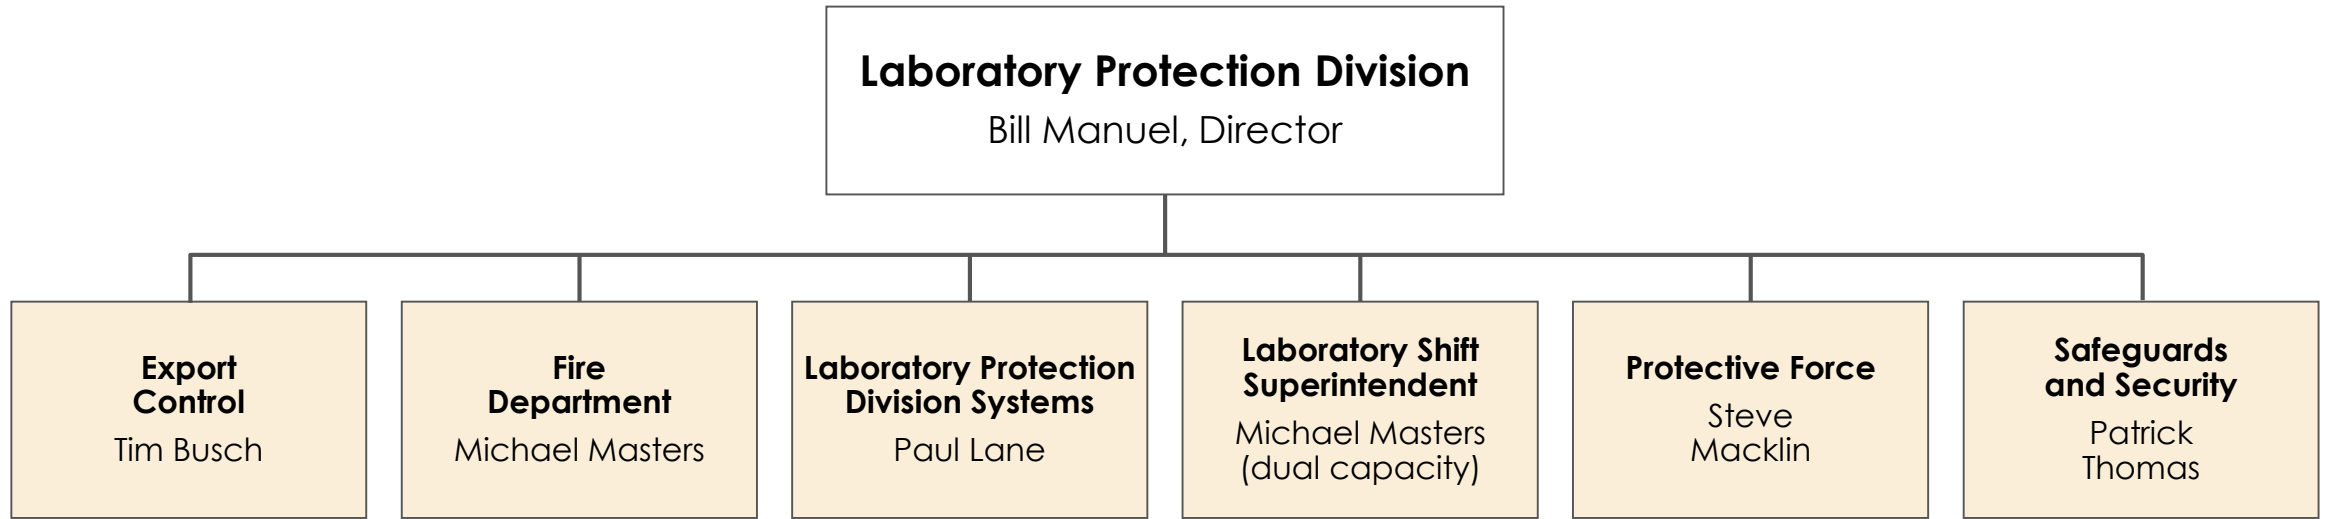 Laboratory Protection Division
Bill Manuel, Director
Export
Control
Tim Busch
Fire
Department
Michael Masters
Laboratory Protection
Division Systems
Paul Lane
Laboratory Shift
Superintendent
Michael Masters
(dual capacity)
Protective Force
Steve
Macklin
Safeguards
and Security
Patrick
Thomas